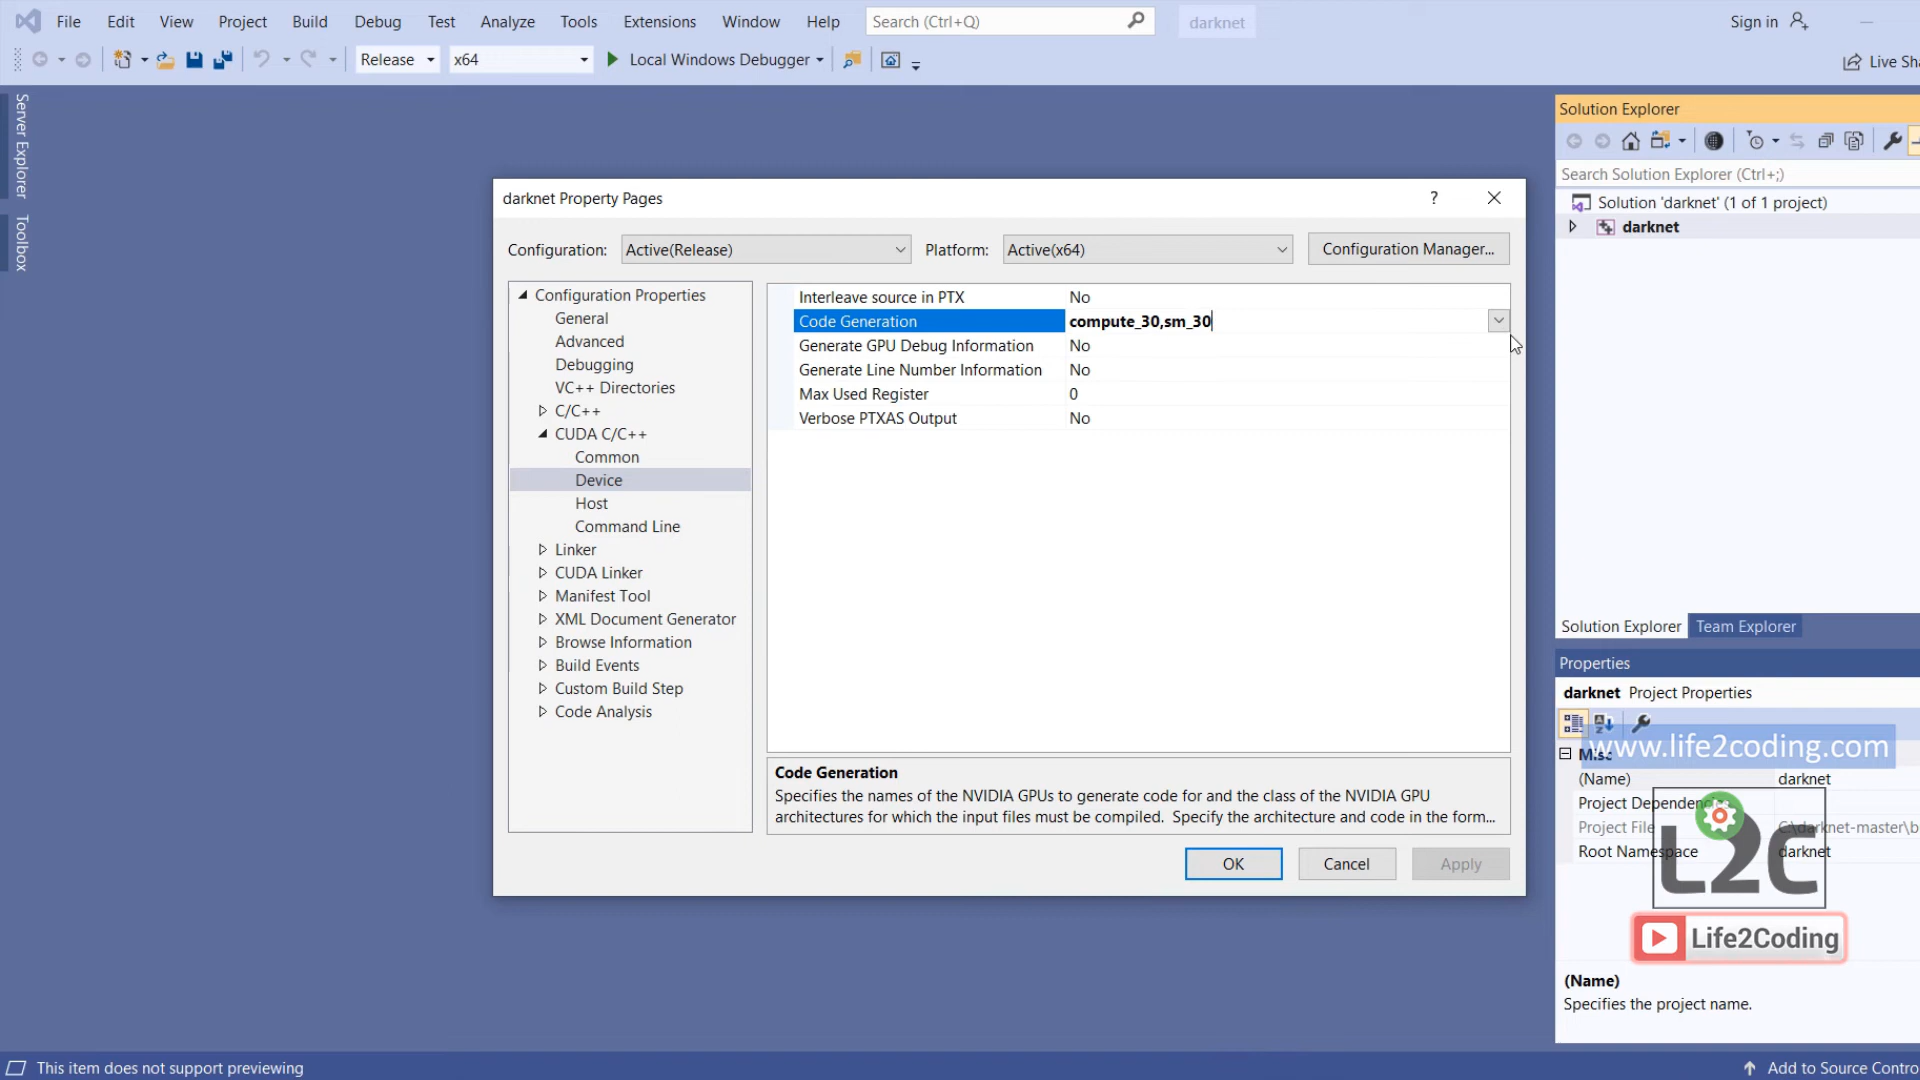 File Edit View Project Build Debug Test Analyze Tools Extensions Window Help Search (Ctrl+Q) darknet Sign in
Release x64 Local Windows Debugger Live Sha
Server Explorer
Toolbox
darknet Property Pages ?
Configuration: Active(Release) Platform: Active(x64) Configuration Manager...
Configuration Properties
General
Advanced
Debugging
VC++ Directories
C/C++
CUDA C/C++
Common
Device
Host
Command Line
Linker
CUDA Linker
Manifest Tool
XML Document Generator
Browse Information
Build Events
Custom Build Step
Code Analysis
Interleave source in PTX No
Code Generation compute_30,sm_30
Generate GPU Debug Information No
Generate Line Number Information No
Max Used Register 0
Verbose PTXAS Output No
Code Generation
Specifies the names of the NVIDIA GPUs to generate code for and the class of the NVIDIA GPU
architectures for which the input files must be compiled. Specify the architecture and code in the form...
OK Cancel Apply
Solution Explorer
Search Solution Explorer (Ctrl+;)
Solution 'darknet' (1 of 1 project)
darknet
Solution Explorer Team Explorer
Properties
darknet Project Properties
www.life2coding.com
Misc
(Name) darknet
Project Dependencies
Project File C:\darknet-master\b
Root Namespace darknet
L2C
Life2Coding
(Name)
Specifies the project name.
This item does not support previewing Add to Source Contro